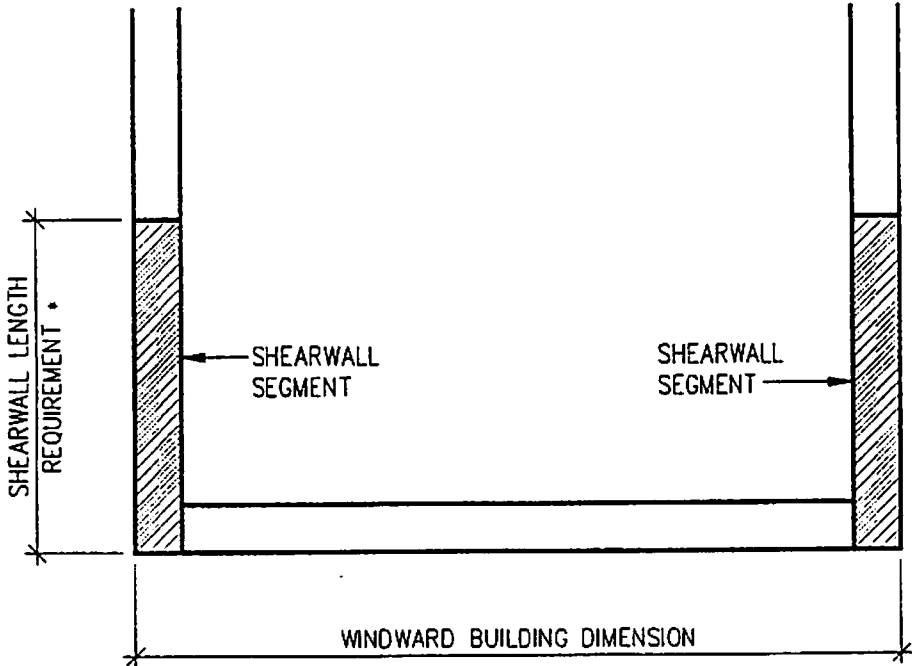 SHEARWALL LENGTH
REQUIREMENT *
SHEARWALL
SEGMENT
SHEARWALL
SEGMENT
WINDWARD BUILDING DIMENSION